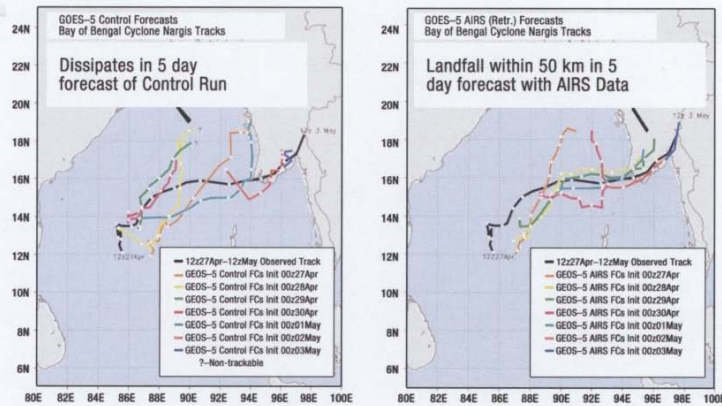 GOES–5 Control Forecasts
Bay of Bengal Cyclone Nargis Tracks
Dissipates in 5 day
forecast of Control Run
24N
22N
20N
18N
16N
14N
12N
10N
8N
6N
12z27Apr
12z27Apr–12zMay Observed Track
GEOS–5 Control FCs Init 00z27Apr
GEOS–5 Control FCs Init 00z28Apr
GEOS–5 Control FCs Init 00z29Apr
GEOS–5 Control FCs Init 00z30Apr
GEOS–5 Control FCs Init 00z01May
GEOS–5 Control FCs Init 00z02May
GEOS–5 Control FCs Init 00z03May
?–Non-trackable
80E 82E 84E 86E 88E 90E 92E 94E 96E 98E 100E
GOES–5 AIRS (Retr.) Forecasts
Bay of Bengal Cyclone Nargis Tracks
Landfall within 50 km in 5
day forecast with AIRS Data
24N
22N
20N
18N
16N
14N
12N
10N
8N
6N
12z 3 May
12Z27Apr
12z27Apr–12zMay Observed Track
GEOS–5 AIRS FCs Init 00z27Apr
GEOS–5 AIRS FCs Init 00z28Apr
GEOS–5 AIRS FCs Init 00z29Apr
GEOS–5 AIRS FCs Init 00z30Apr
GEOS–5 AIRS FCs Init 00z01May
GEOS–5 AIRS FCs Init 00z02May
GEOS–5 AIRS FCs Init 00z03May
80E 82E 84E 86E 88E 90E 92E 94E 96E 98E 100E